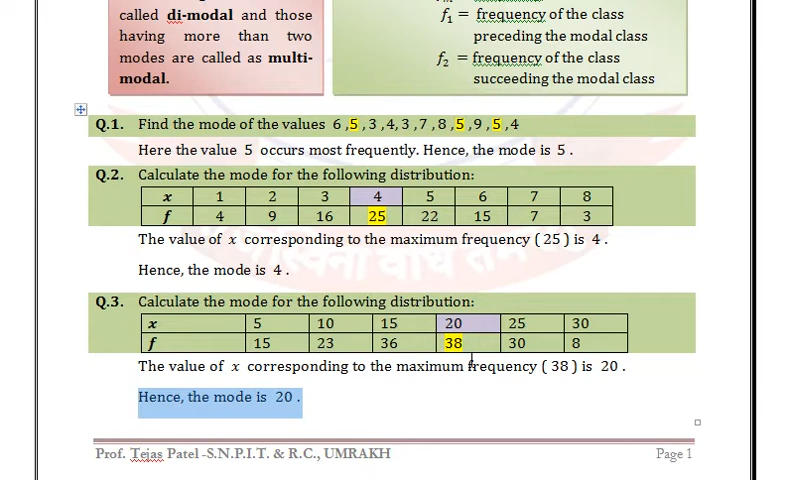 called di-modal and those
having more than two
modes are called as multi-
modal.
f₁ = frequency of the class
preceding the modal class
f₂ = frequency of the class
succeeding the modal class
Q.1. Find the mode of the values 6 ,5 ,3 ,4, 3 ,7 ,8 ,5 ,9 ,5 ,4
Here the value 5 occurs most frequently. Hence, the mode is 5 .
Q.2. Calculate the mode for the following distribution:
x 1 2 3 4 5 6 7 8
f 4 9 16 25 22 15 7 3
The value of x corresponding to the maximum frequency ( 25 ) is 4 .
Hence, the mode is 4 .
Q.3. Calculate the mode for the following distribution:
x 5 10 15 20 25 30
f 15 23 36 38 30 8
The value of x corresponding to the maximum frequency ( 38 ) is 20 .
Hence, the mode is 20 .
Prof. Tejas Patel -S.N.P.I.T. & R.C., UMRAKH Page 1